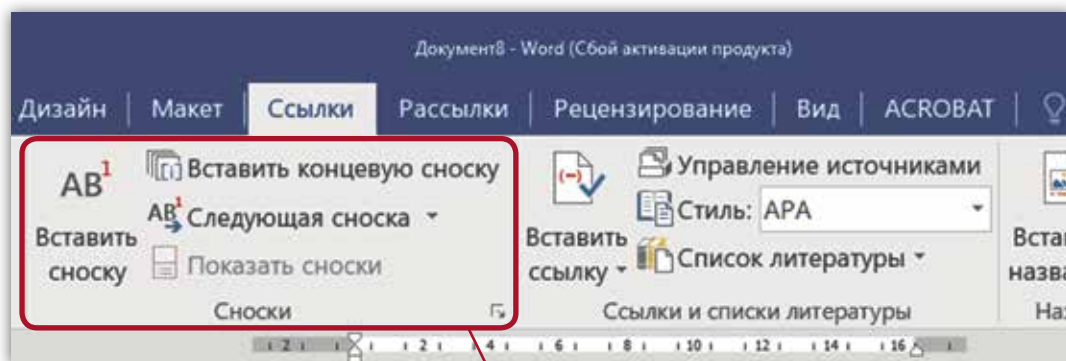 Документ8 - Word (Сбой активации продукта)
Дизайн Макет Ссылки Рассылки Рецензирование Вид ACROBAT
AB1
Вставить
сноску
Вставить концевую сноску
AB1 Следующая сноска
Показать сноски
Сноски
(-)
Вставить
ссылку
Управление источниками
Стиль: APA
Список литературы
Ссылки и списки литературы
2 2 4 6 8 10 12 14 16